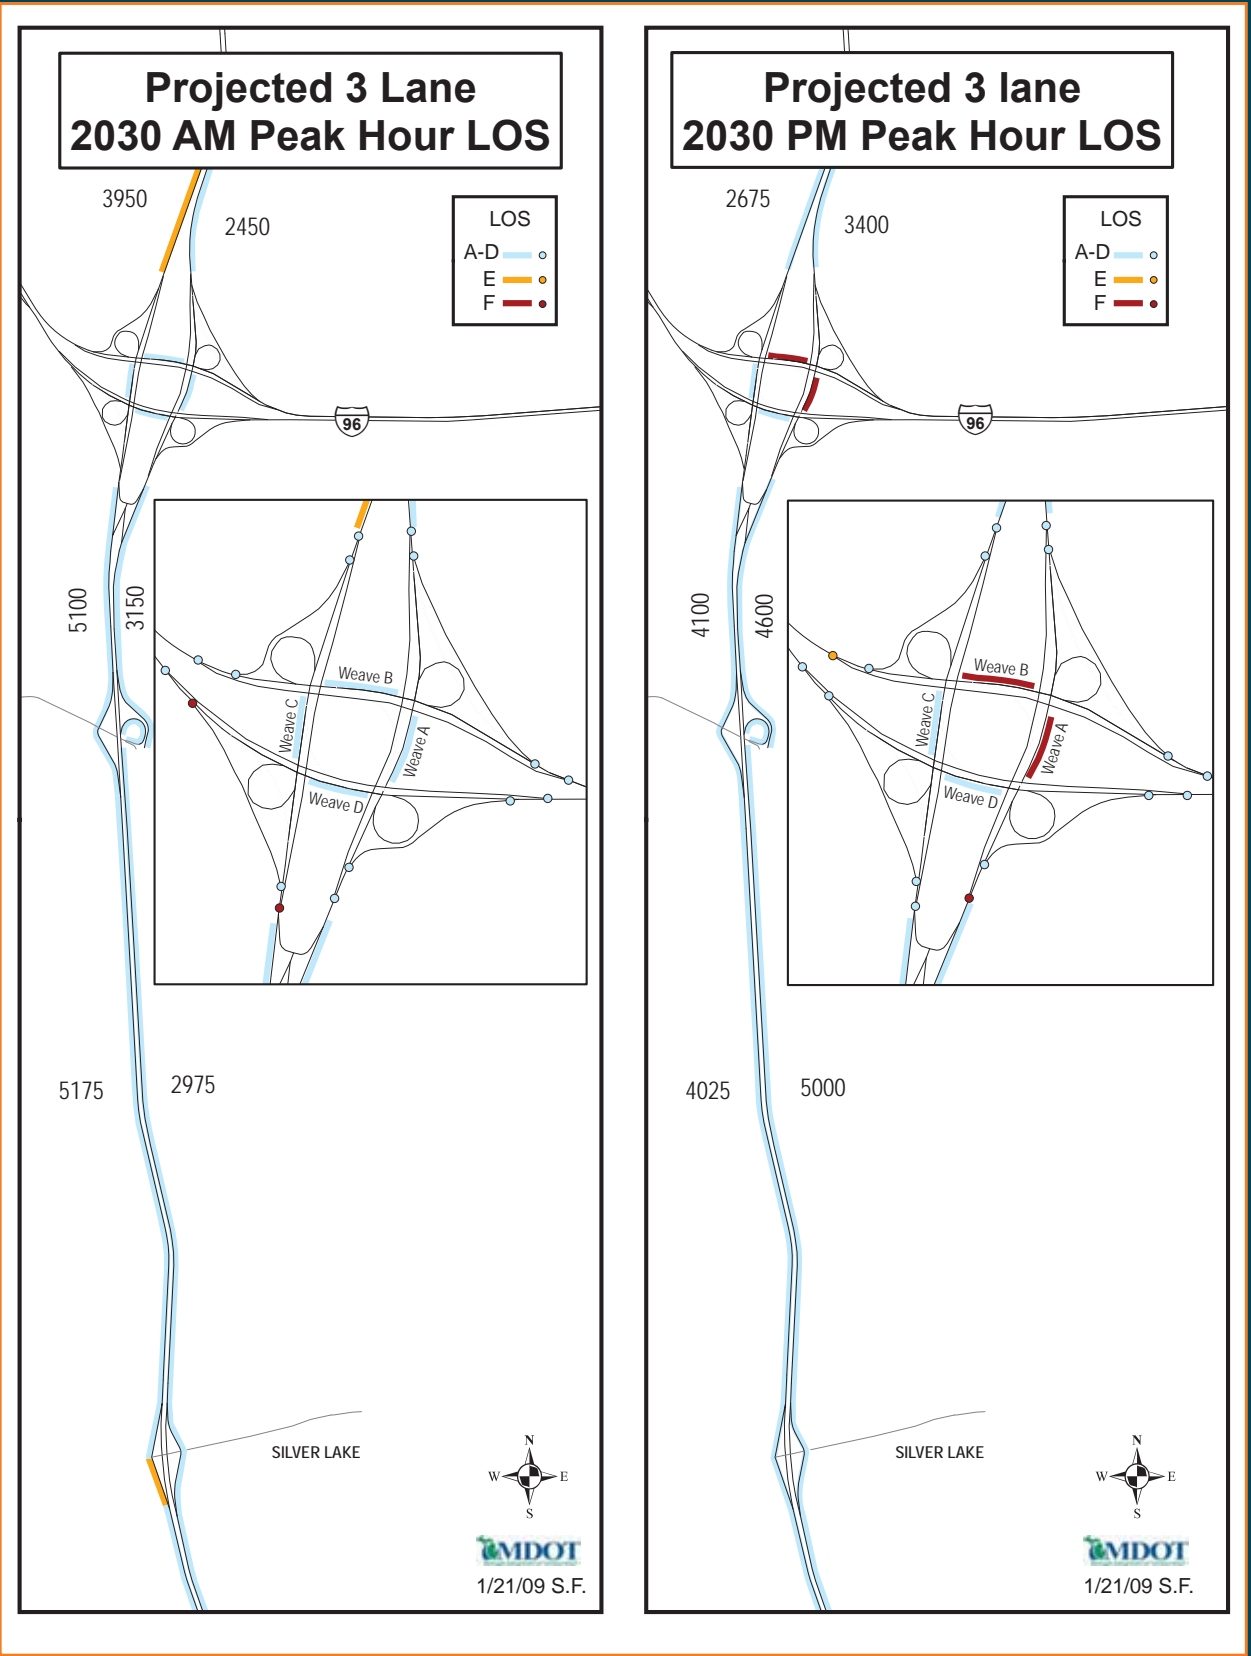 Projected 3 Lane
2030 AM Peak Hour LOS
3950
2450
LOS
A-D
E
F
96
5100
3150
Weave B
Weave C
Weave A
Weave D
5175
2975
SILVER LAKE
N
W
E
S
MDOT
1/21/09 S.F.
Projected 3 lane
2030 PM Peak Hour LOS
2675
3400
LOS
A-D
E
F
96
4100
4600
Weave B
Weave C
Weave A
Weave D
4025
5000
SILVER LAKE
N
W
E
S
MDOT
1/21/09 S.F.